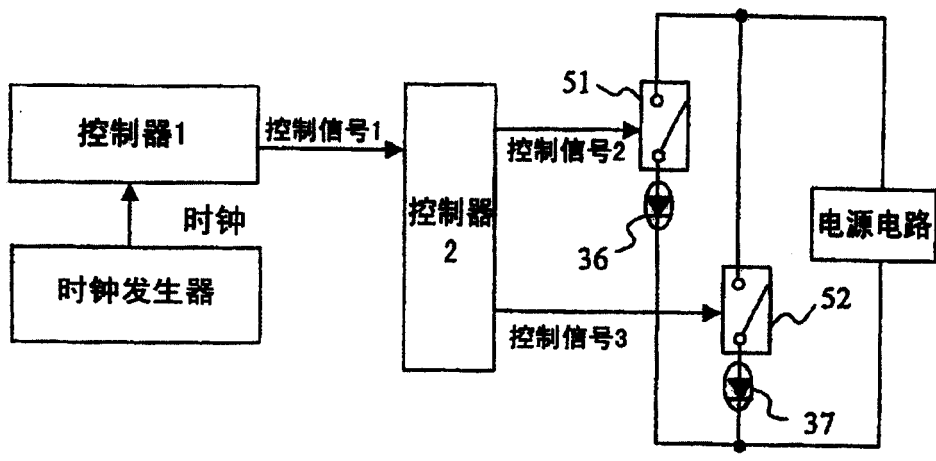 51
控制器1
控制信号1
控制信号2
时钟
控制器
2
36
电源电路
时钟发生器
52
控制信号3
37